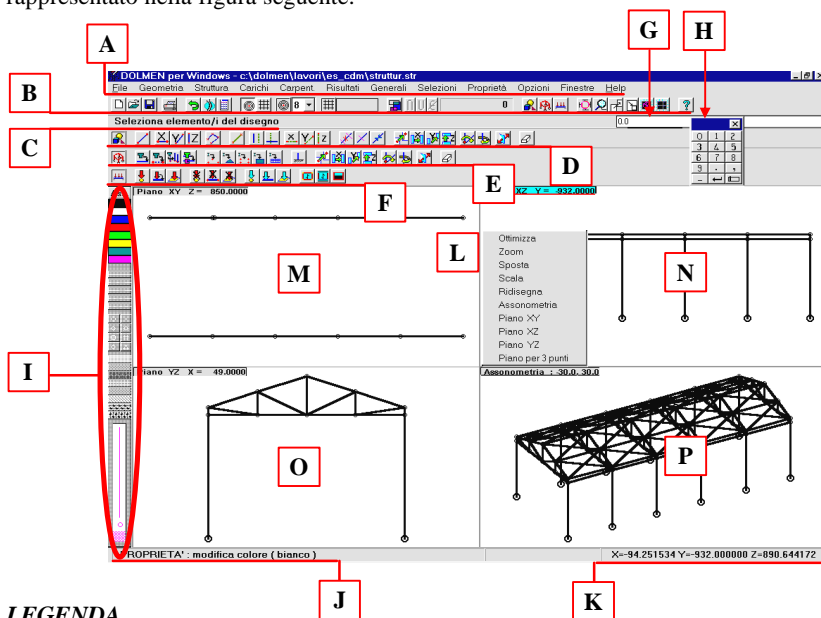 rappresentato nella figura seguente.
G H
A
DOLMEN per Windows - c:\dolmen\lavori\es_cdm\struttur.str
File Geometria Struttura Carichi Carpent. Risultati Generali Selezioni Proprietà Opzioni Finestre Help
B
8 0 ?
Seleziona elemento/i del disegno 0.0
C
0 1 2
3 4 5
6 7 8
9 . ,
D
E
F
Piano XY Z= 850.0000
XZ Y= -932.0000
L
Ottimizza
Zoom
Sposta
Scala
Ridisegna
Assonometria
Piano XY
Piano XZ
Piano YZ
Piano per 3 punti
M
N
I
Piano YZ X= 49.0000
Assonometria : -30.0, 30.0
O
P
PROPRIETA' : modifica colore ( bianco )
X=-94.251534 Y=-932.000000 Z=890.644172
J K
LEGENDA